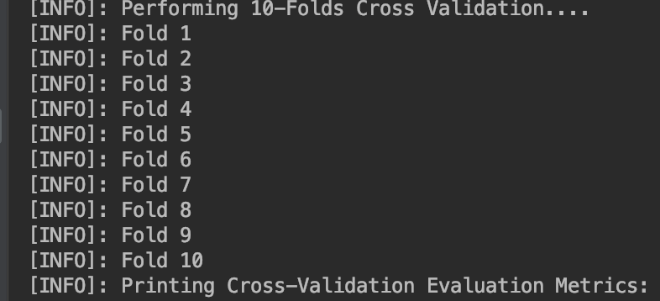 [INFO]: Performing 10-Folds Cross Validation....
[INFO]: Fold 1
[INFO]: Fold 2
[INFO]: Fold 3
[INFO]: Fold 4
[INFO]: Fold 5
[INFO]: Fold 6
[INFO]: Fold 7
[INFO]: Fold 8
[INFO]: Fold 9
[INFO]: Fold 10
[INFO]: Printing Cross-Validation Evaluation Metrics: